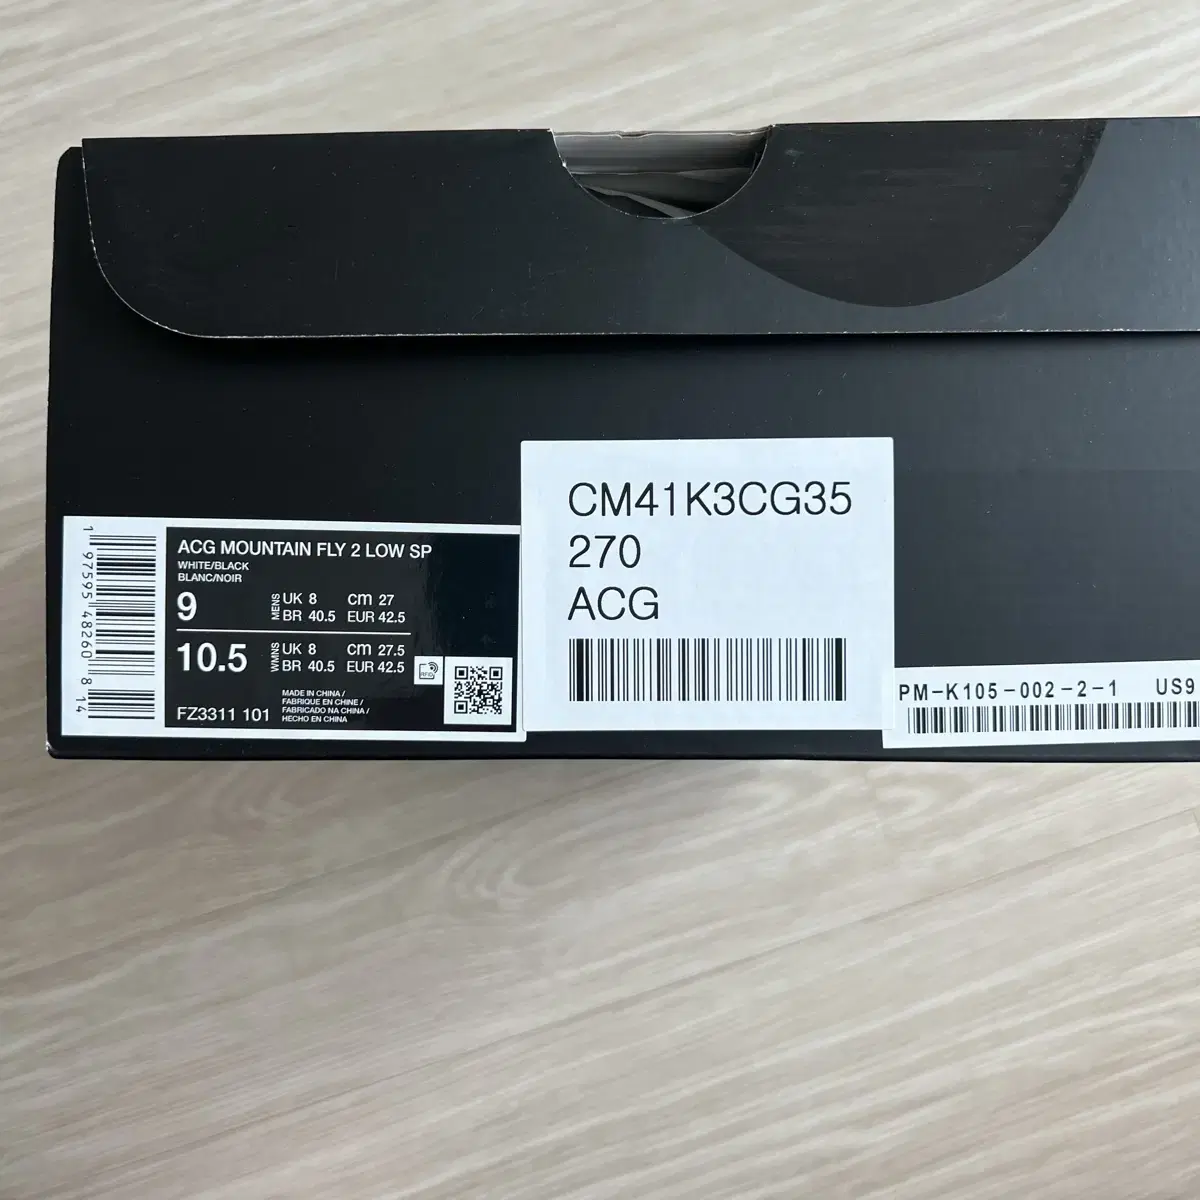 1 97595 48260 8 14
ACG MOUNTAIN FLY 2 LOW SP
WHITE/BLACK
BLANC/NOIR
9
MENS
UK 8 cm 27
BR 40.5 EUR 42.5
10.5
WMNS
UK 8 cm 27.5
BR 40.5 EUR 42.5
RFID
FZ3311 101
MADE IN CHINA /
FABRIQUE EN CHINE /
FABRICADO NA CHINA /
HECHO EN CHINA
CM41K3CG35
270
ACG
PM-K105-002-2-1 US9